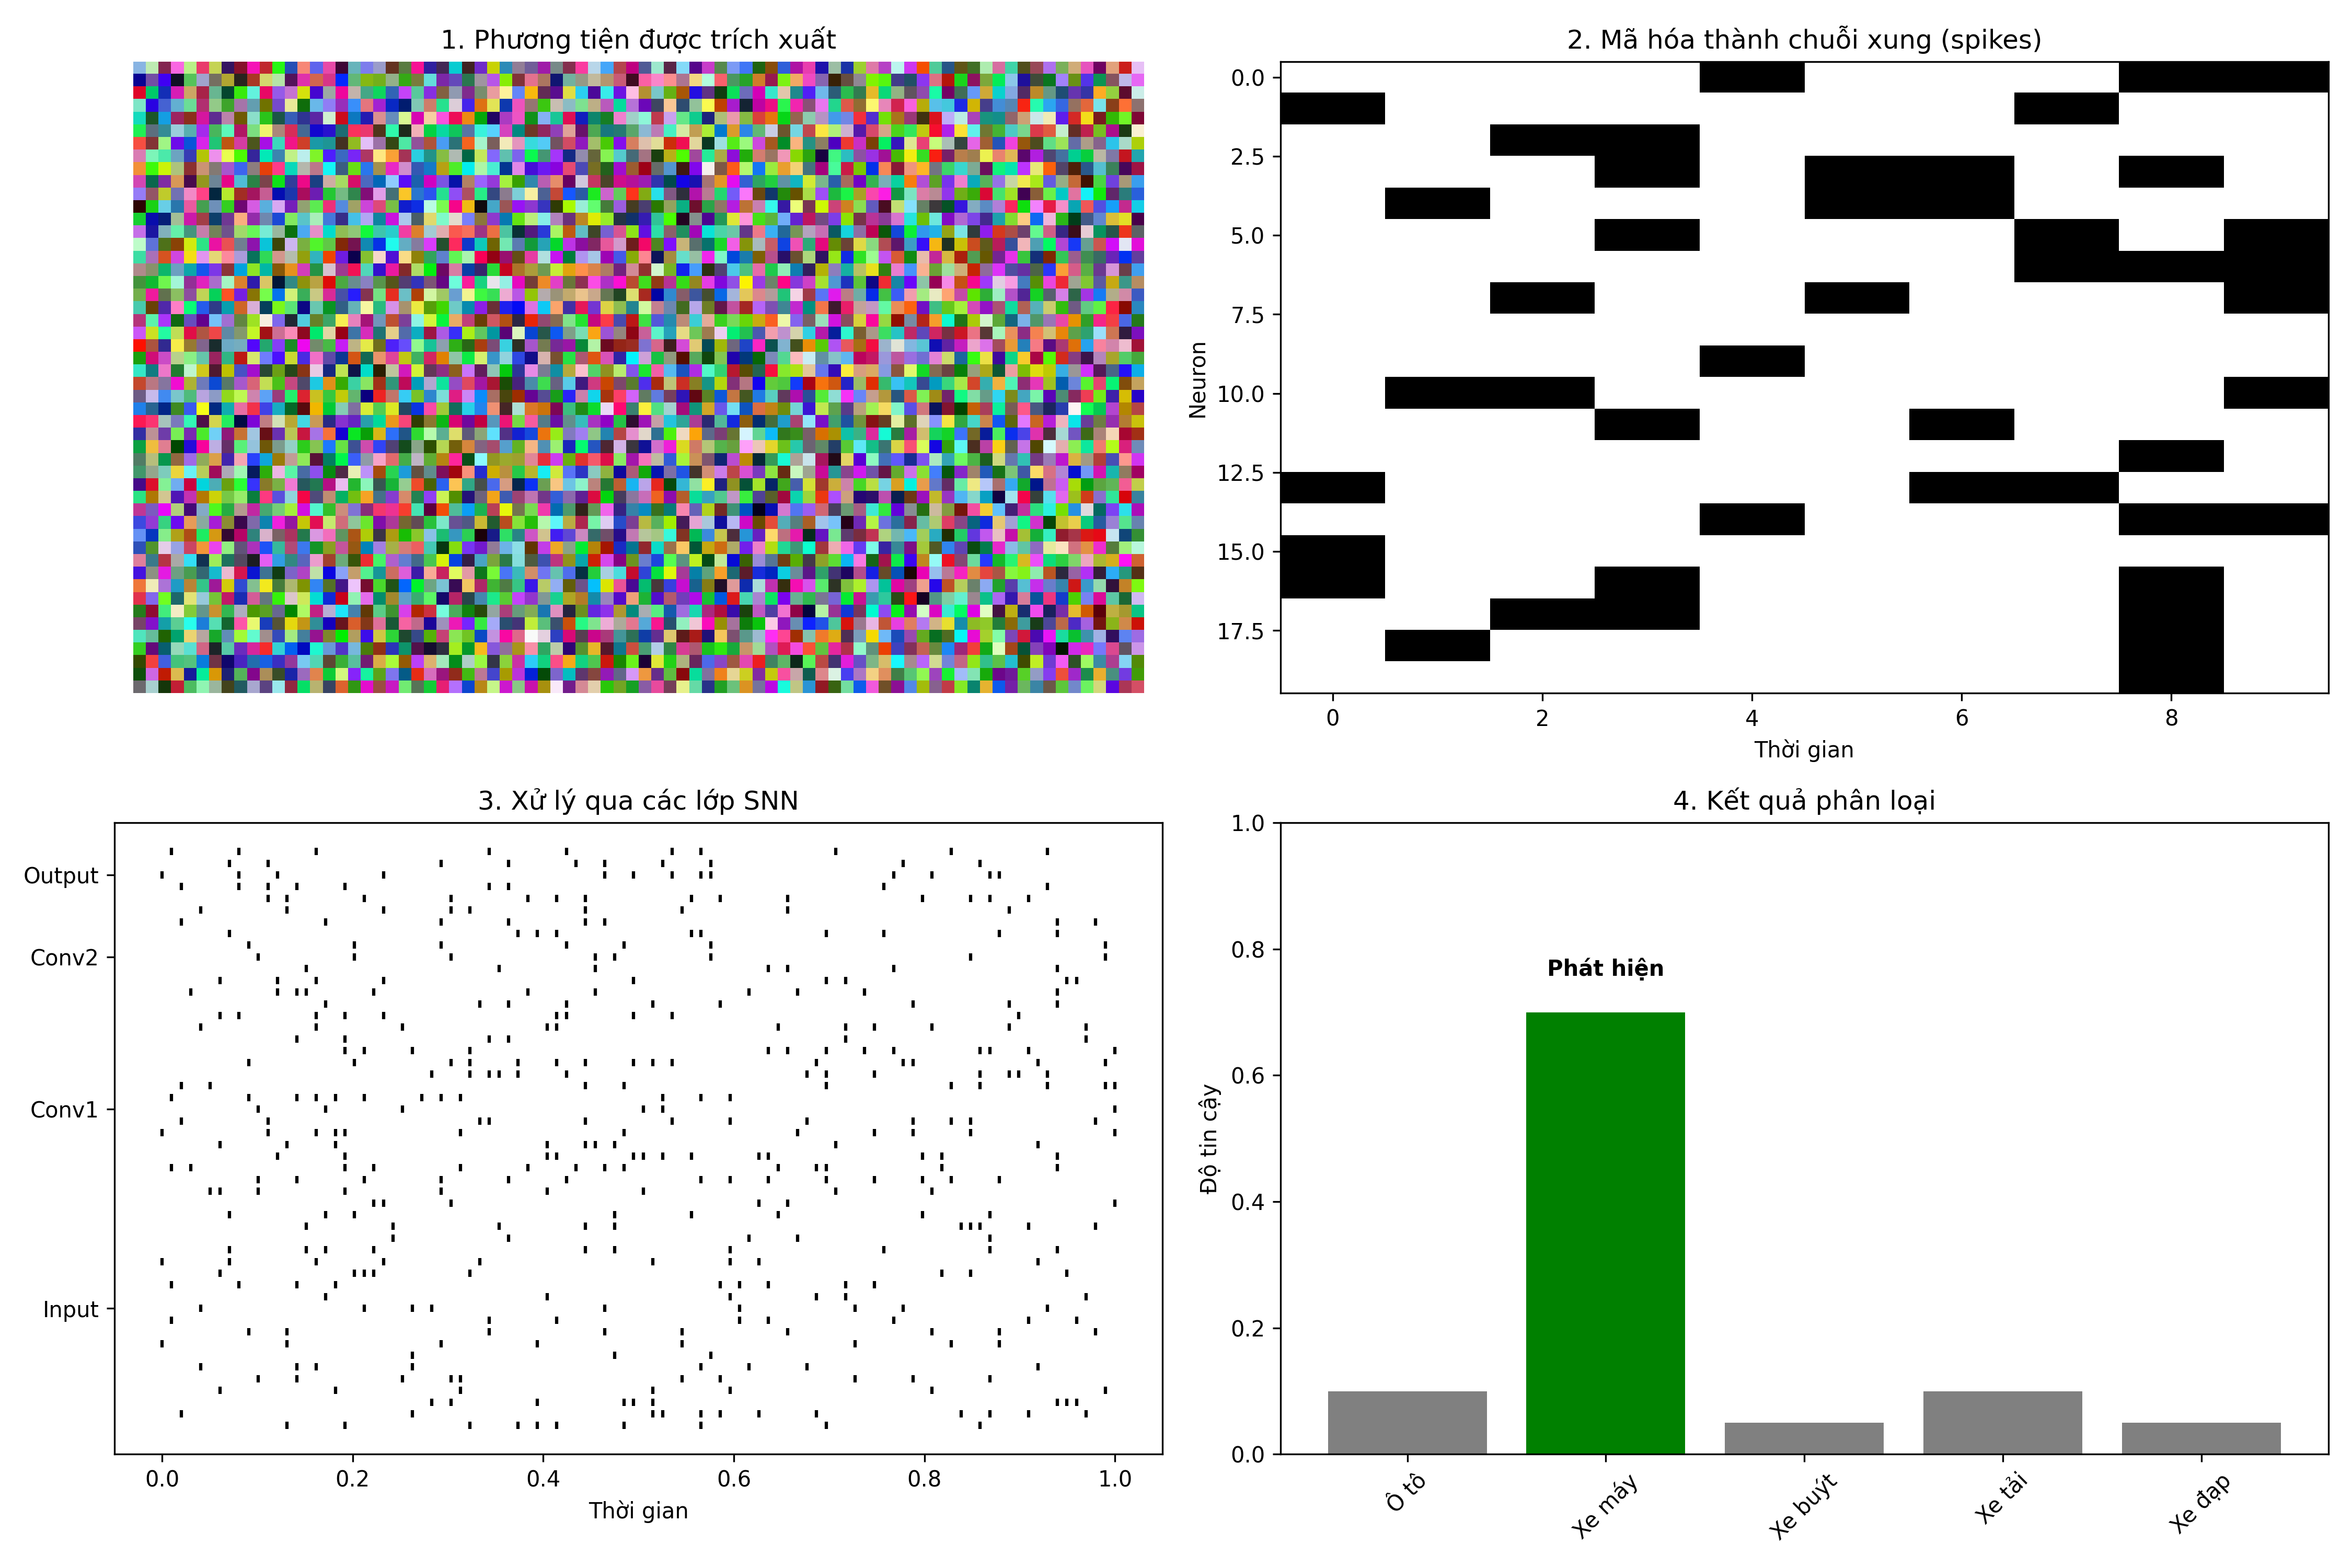 1. Phương tiện được trích xuất
2. Mã hóa thành chuỗi xung (spikes)
0.0
2.5
5.0
7.5
10.0
12.5
15.0
17.5
Neuron
0 2 4 6 8
Thời gian
3. Xử lý qua các lớp SNN
Output
Conv2
Conv1
Input
0.0 0.2 0.4 0.6 0.8 1.0
Thời gian
4. Kết quả phân loại
1.0
0.8
0.6
0.4
0.2
0.0
Độ tin cậy
Phát hiện
Ô tô
Xe máy
Xe buýt
Xe tải
Xe đạp